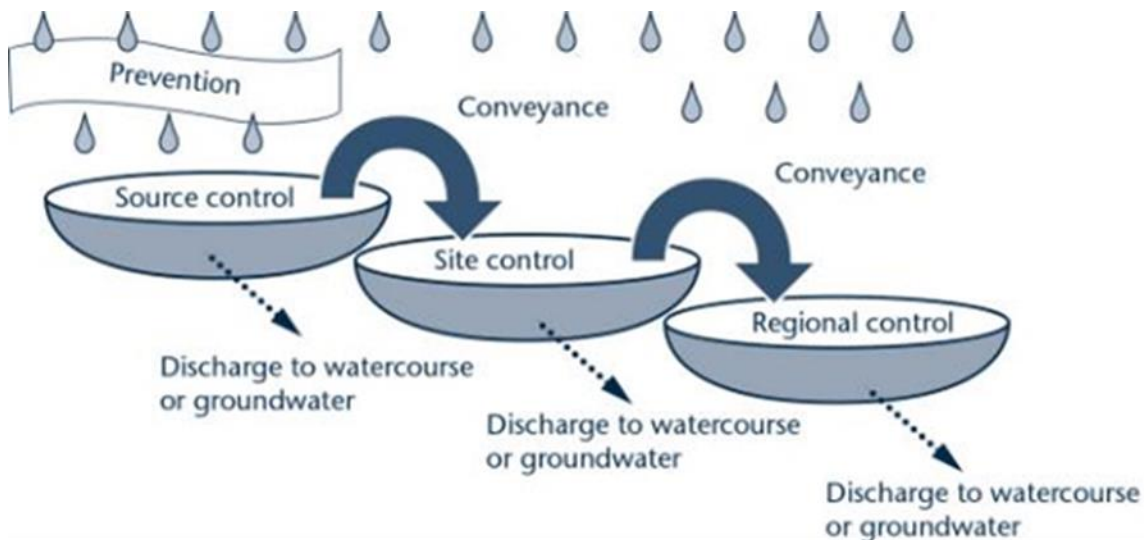 Prevention
Conveyance
Conveyance
Source control
Site control
Regional control
Discharge to watercourse
or groundwater
Discharge to watercourse
or groundwater
Discharge to watercourse
or groundwater